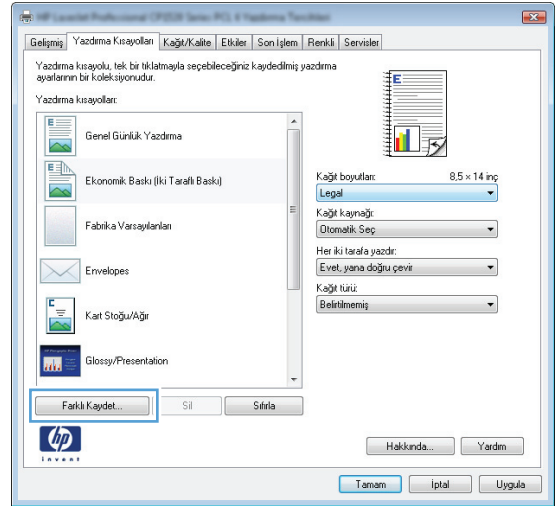 Gelişmiş Yazdırma Kısayolları Kağıt/Kalite Etkiler Son İşlem Renkli Servisler
Yazdırma kısayolu, tek bir tıklatmayla seçebileceğiniz kaydedilmiş yazdırma
ayarlarının bir koleksiyonudur.
Yazdırma kısayolları:
Genel Günlük Yazdırma
Ekonomik Baskı (İki Taraflı Baskı)
Fabrika Varsayılanları
Envelopes
Kart Stoğu/Ağır
Glossy/Presentation
Farklı Kaydet...
Sil
Sıfırla
E
Kağıt boyutları: 8,5 × 14 inç
Legal
Kağıt kaynağı:
Otomatik Seç
Her iki tarafa yazdır:
Evet, yana doğru çevir
Kağıt türü:
Belirtilmemiş
hp
invent
Hakkında... Yardım
Tamam İptal Uygula